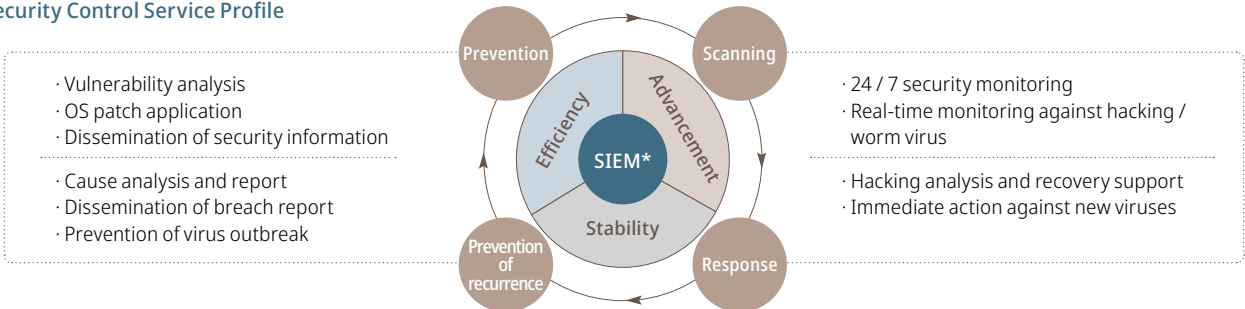 ecurity Control Service Profile
Prevention
Scanning
· Vulnerability analysis
· OS patch application
· Dissemination of security information
· Cause analysis and report
· Dissemination of breach report
· Prevention of virus outbreak
Efficiency
Advancement
SIEM*
Stability
· 24 / 7 security monitoring
· Real-time monitoring against hacking /
worm virus
· Hacking analysis and recovery support
· Immediate action against new viruses
Prevention
of
recurrence
Response